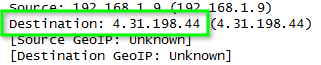 Source: 192.168.1.9 (192.168.1.9)
Destination: 4.31.198.44 (4.31.198.44)
[Source GeoIP: Unknown]
[Destination GeoIP: Unknown]